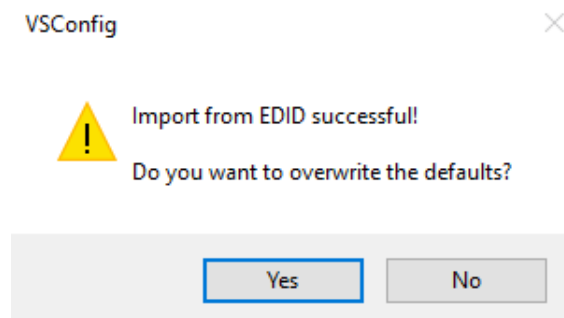 VSConfig
Import from EDID successful!
Do you want to overwrite the defaults?
Yes
No